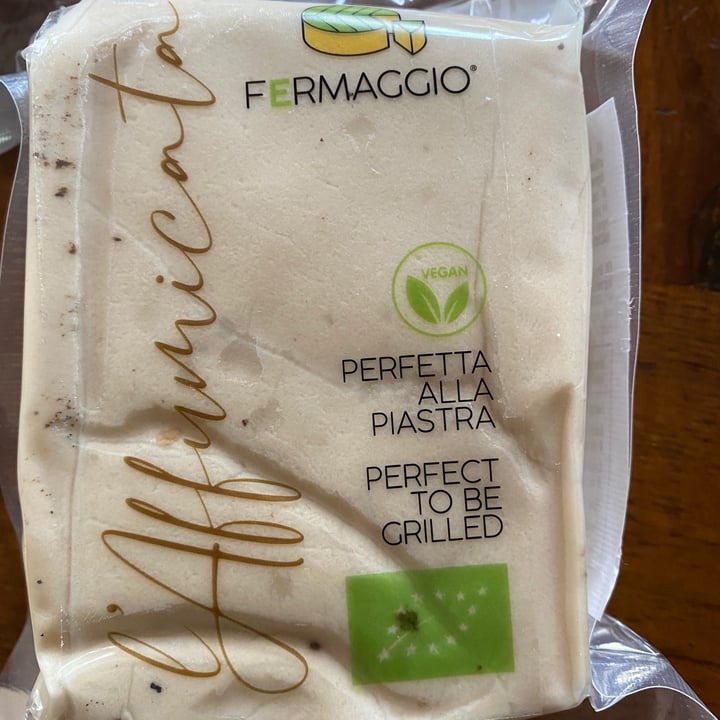 FERMAGGIO®
l'Affumicata
VEGAN
PERFETTA
ALLA
PIASTRA
PERFECT
TO BE
GRILLED